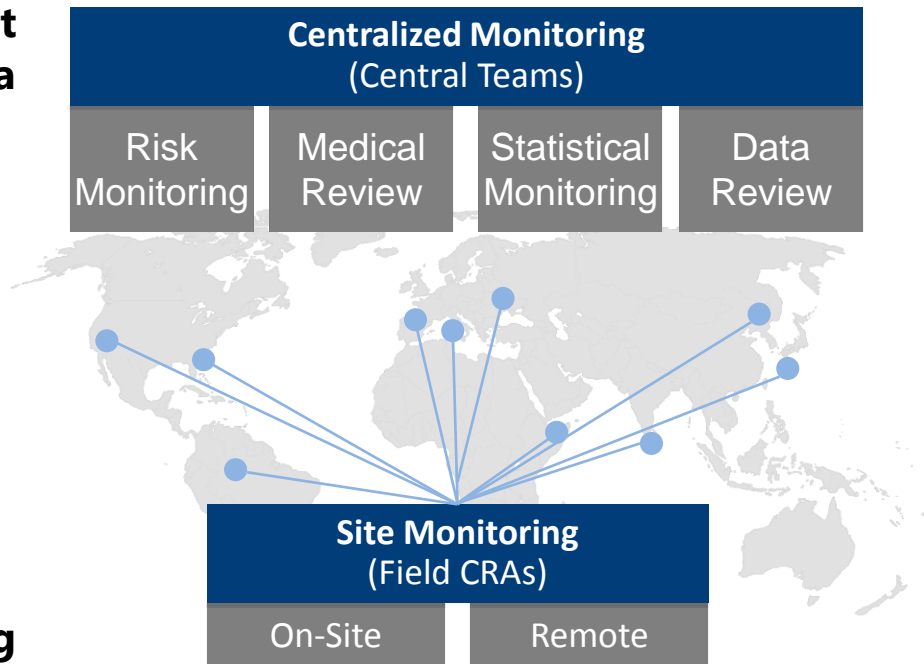 t
a
Centralized Monitoring
(Central Teams)
Risk
Monitoring
Medical
Review
Statistical
Monitoring
Data
Review
Site Monitoring
(Field CRAs)
On-Site
Remote
g